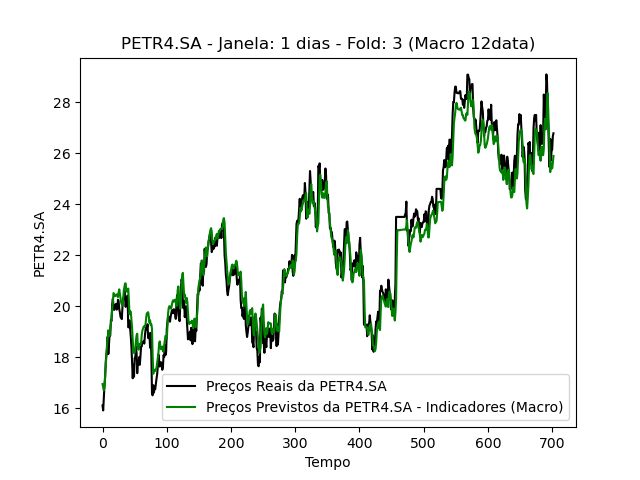 PETR4.SA - Janela: 1 dias - Fold: 3 (Macro 12data)
PETR4.SA
28
26
24
22
20
18
16
Preços Reais da PETR4.SA
Preços Previstos da PETR4.SA - Indicadores (Macro)
0 100 200 300 400 500 600 700
Tempo